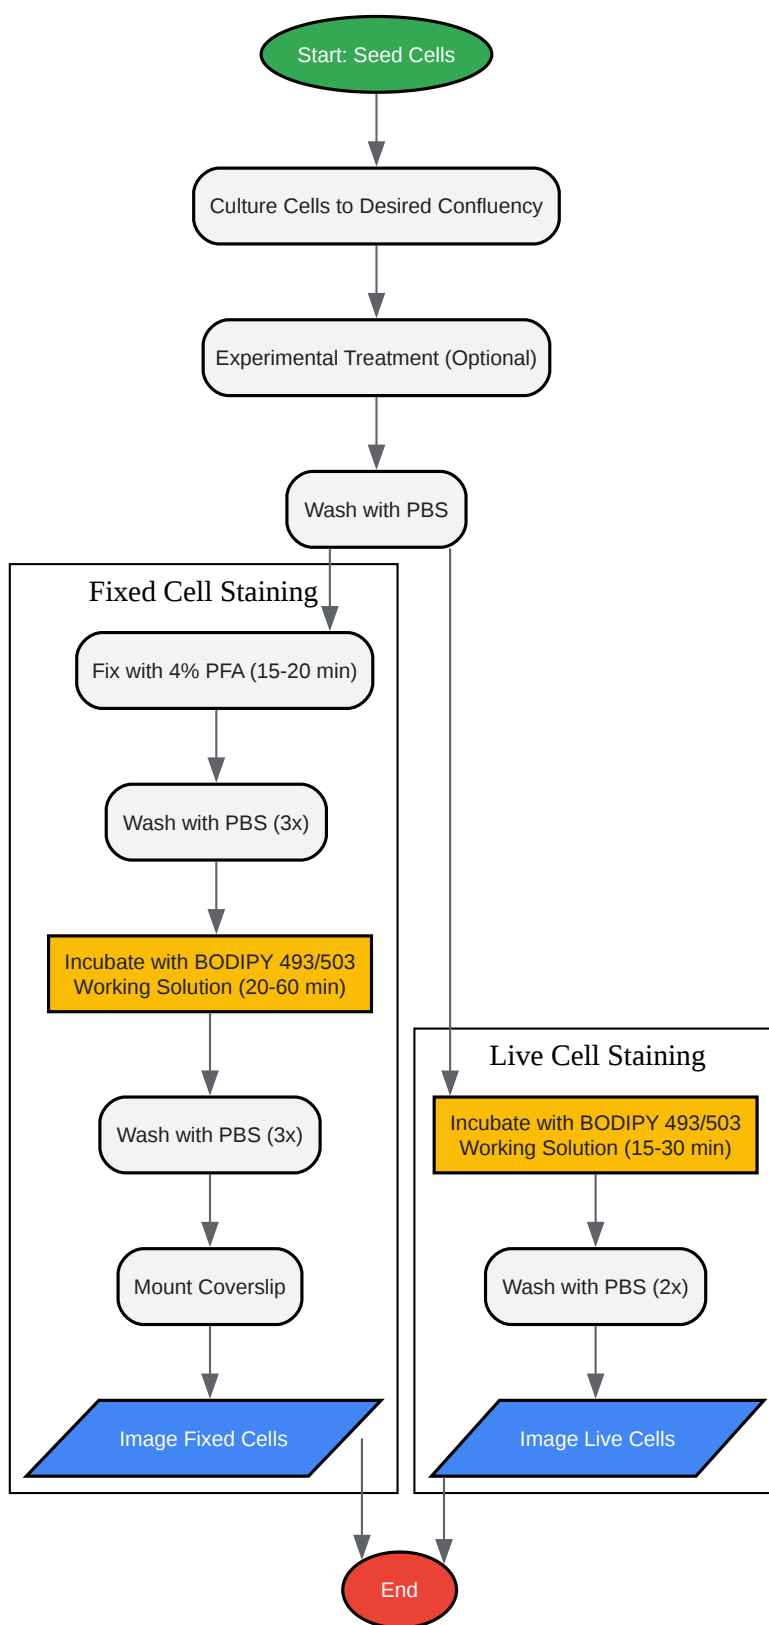 Start: Seed Cells
Culture Cells to Desired Confluency
Experimental Treatment (Optional)
Wash with PBS
Fixed Cell Staining
Fix with 4% PFA (15-20 min)
Wash with PBS (3x)
Incubate with BODIPY 493/503
Working Solution (20-60 min)
Wash with PBS (3x)
Mount Coverslip
Image Fixed Cells
Live Cell Staining
Incubate with BODIPY 493/503
Working Solution (15-30 min)
Wash with PBS (2x)
Image Live Cells
End